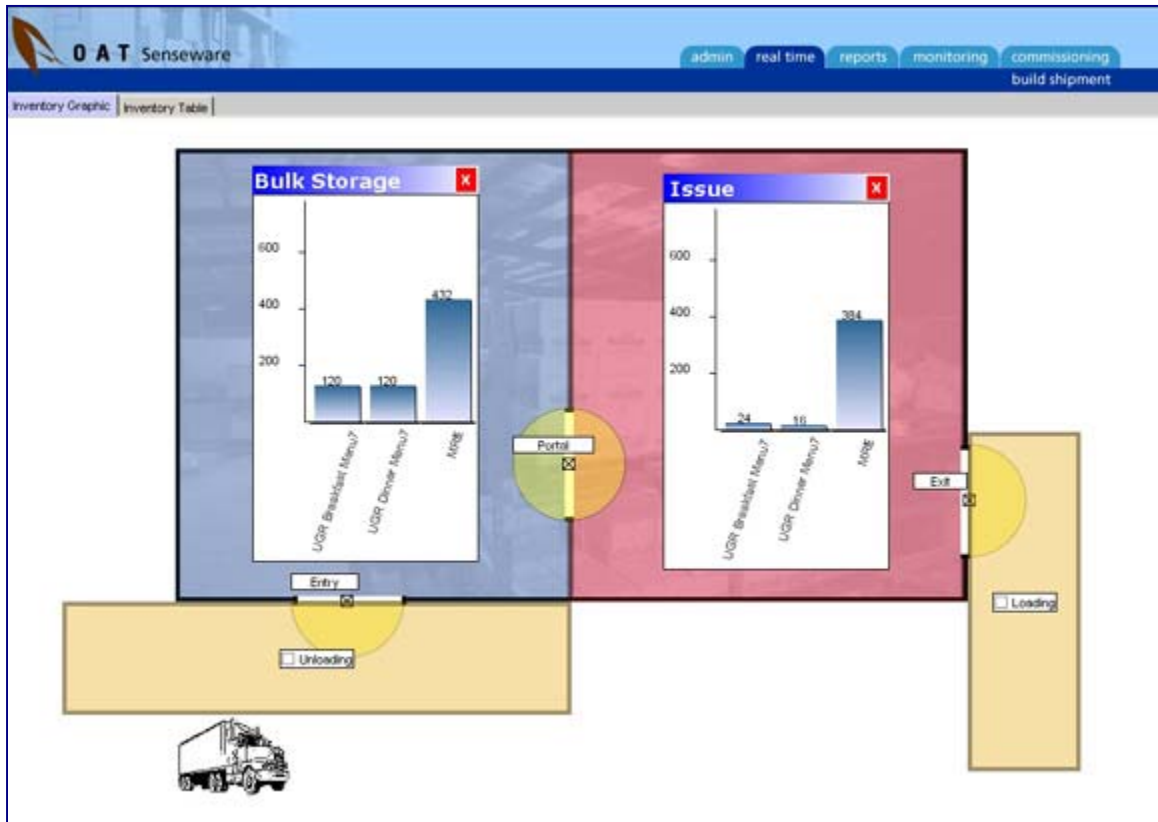 OAT Senseware
admin real time reports monitoring commissioning
build shipment
Inventory Graphic Inventory Table
Bulk Storage X
600
400
200
120
120
432
UGR Breakfast Menu7
UGR Dinner Menu7
MRE
Issue X
600
400
200
24
16
384
UGR Breakfast Menu7
UGR Dinner Menu7
MRE
Portal
Exit
Entry
Loading
Unloading